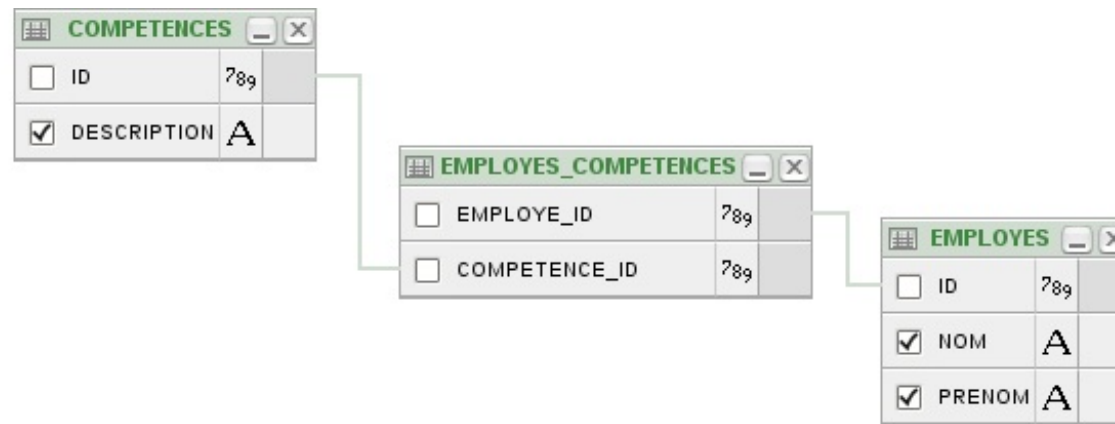 COMPETENCES
ID 789
DESCRIPTION A
EMPLOYES_COMPETENCES
EMPLOYE_ID 789
COMPETENCE_ID 789
EMPLOYES
ID 789
NOM A
PRENOM A